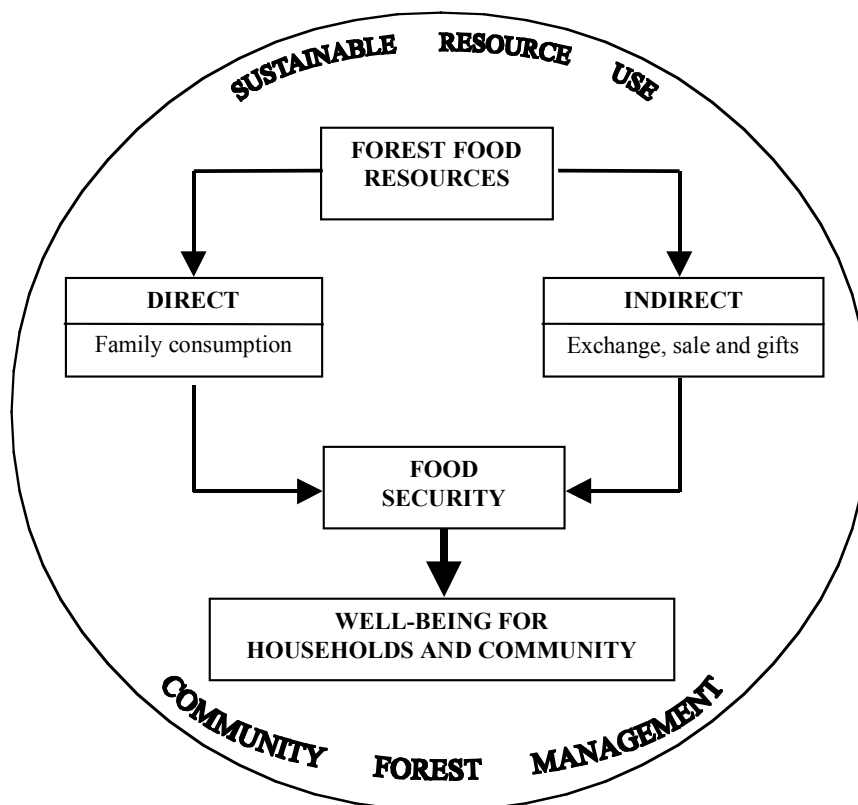 SUSTAINABLE RESOURCE USE
FOREST FOOD
RESOURCES
DIRECT
Family consumption
INDIRECT
Exchange, sale and gifts
FOOD
SECURITY
WELL-BEING FOR
HOUSEHOLDS AND COMMUNITY
COMMUNITY FOREST MANAGEMENT